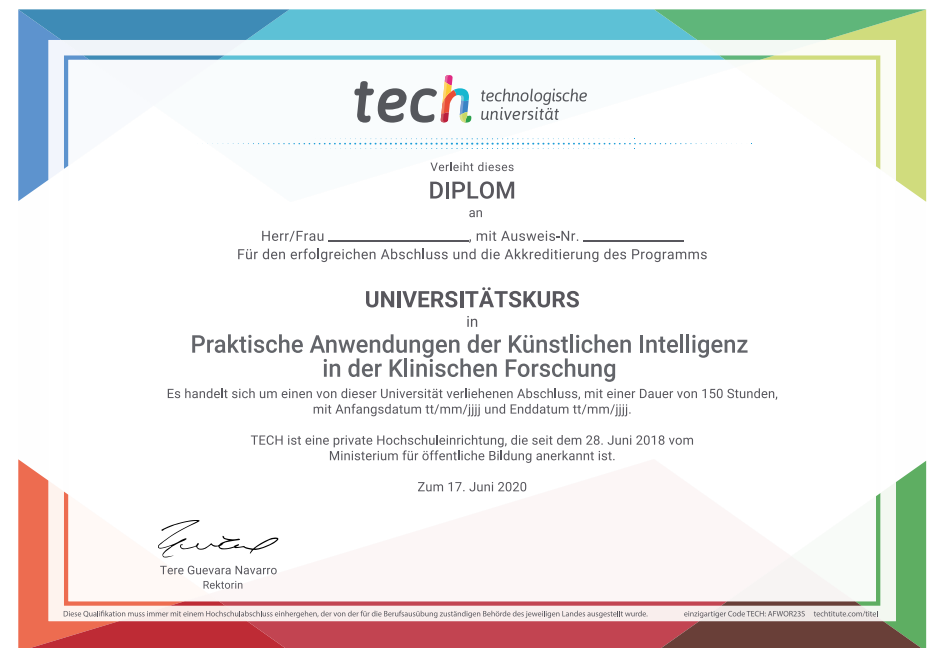 tech technologische
universität
Verleiht dieses
DIPLOM
an
Herr/Frau ____________________, mit Ausweis-Nr. ______________
Für den erfolgreichen Abschluss und die Akkreditierung des Programms
UNIVERSITÄTSKURS
in
Praktische Anwendungen der Künstlichen Intelligenz
in der Klinischen Forschung
Es handelt sich um einen von dieser Universität verliehenen Abschluss, mit einer Dauer von 150 Stunden,
mit Anfangsdatum tt/mm/jjjj und Enddatum tt/mm/jjjj.
TECH ist eine private Hochschuleinrichtung, die seit dem 28. Juni 2018 vom
Ministerium für öffentliche Bildung anerkannt ist.
Zum 17. Juni 2020
Tere Guevara Navarro
Rektorin
Diese Qualifikation muss immer mit einem Hochschulabschluss einhergehen, der von der für die Berufsausübung zuständigen Behörde des jeweiligen Landes ausgestellt wurde. einzigartiger Code TECH: AFWOR23S techtitute.com/titel